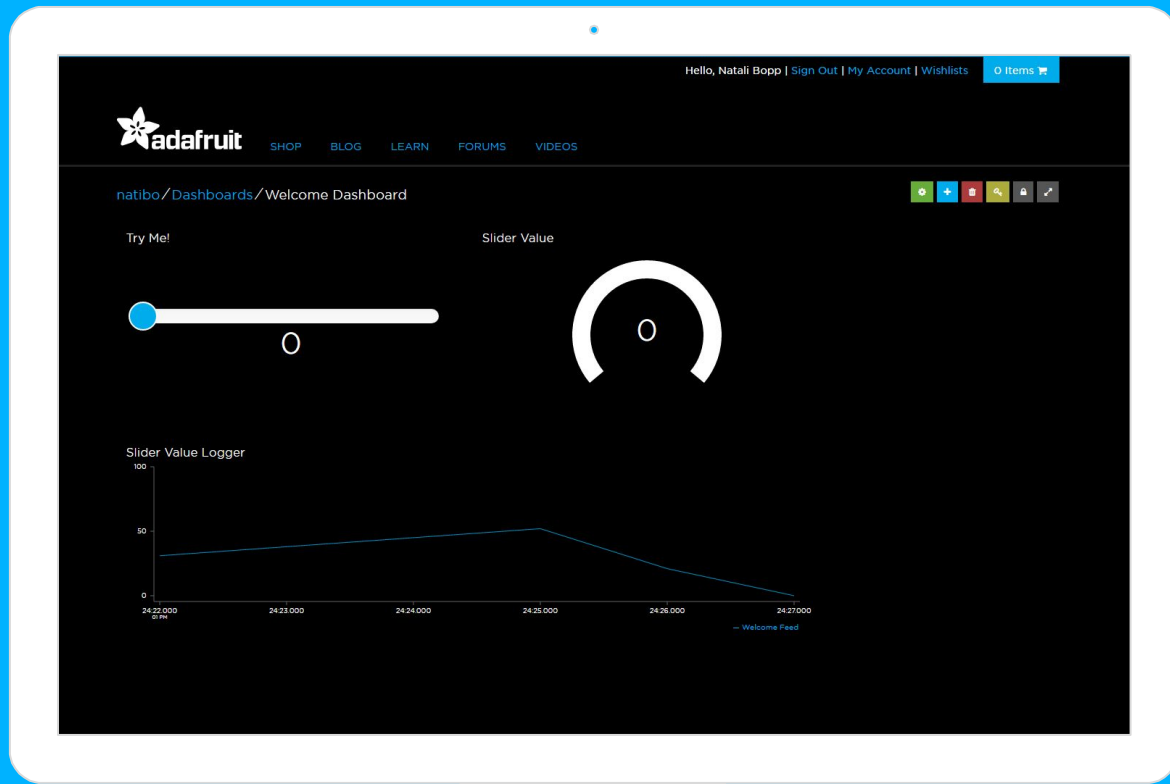 Hello, Natali Bopp | Sign Out | My Account | Wishlists 0 Items
adafruit SHOP BLOG LEARN FORUMS VIDEOS
natibo/Dashboards/Welcome Dashboard
Try Me! Slider Value
0 0
Slider Value Logger
100
50
0
24:22.000 24:23.000 24:24.000 24:25.000 24:26.000 24:27.000
01 PM
— Welcome Feed